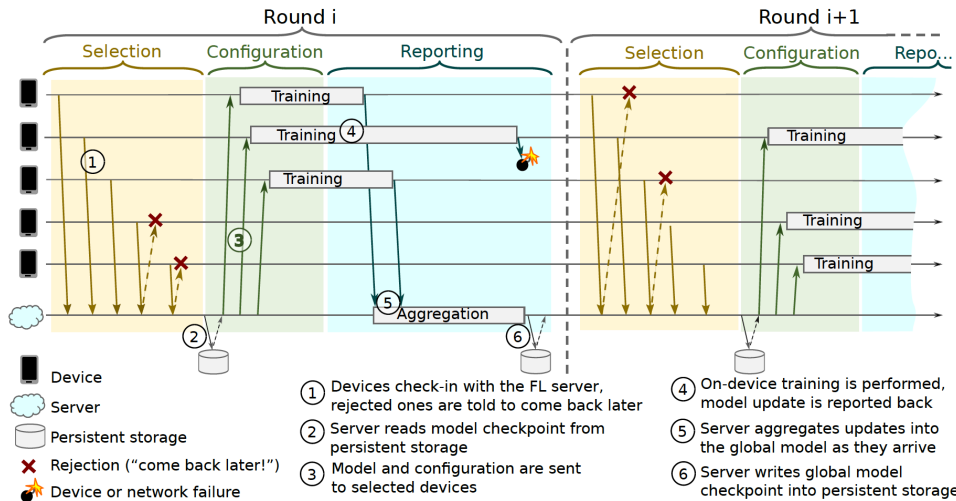 Round i
Round i+1
Selection
Configuration
Reporting
Selection
Configuration
Repo...
Training
Training
4
Training
1
3
Training
Training
Training
5
Aggregation
2
6
Device
Server
Persistent storage
Rejection (“come back later!”)
Device or network failure
1 Devices check-in with the FL server,
rejected ones are told to come back later
2 Server reads model checkpoint from
persistent storage
3 Model and configuration are sent
to selected devices
4 On-device training is performed,
model update is reported back
5 Server aggregates updates into
the global model as they arrive
6 Server writes global model
checkpoint into persistent storage